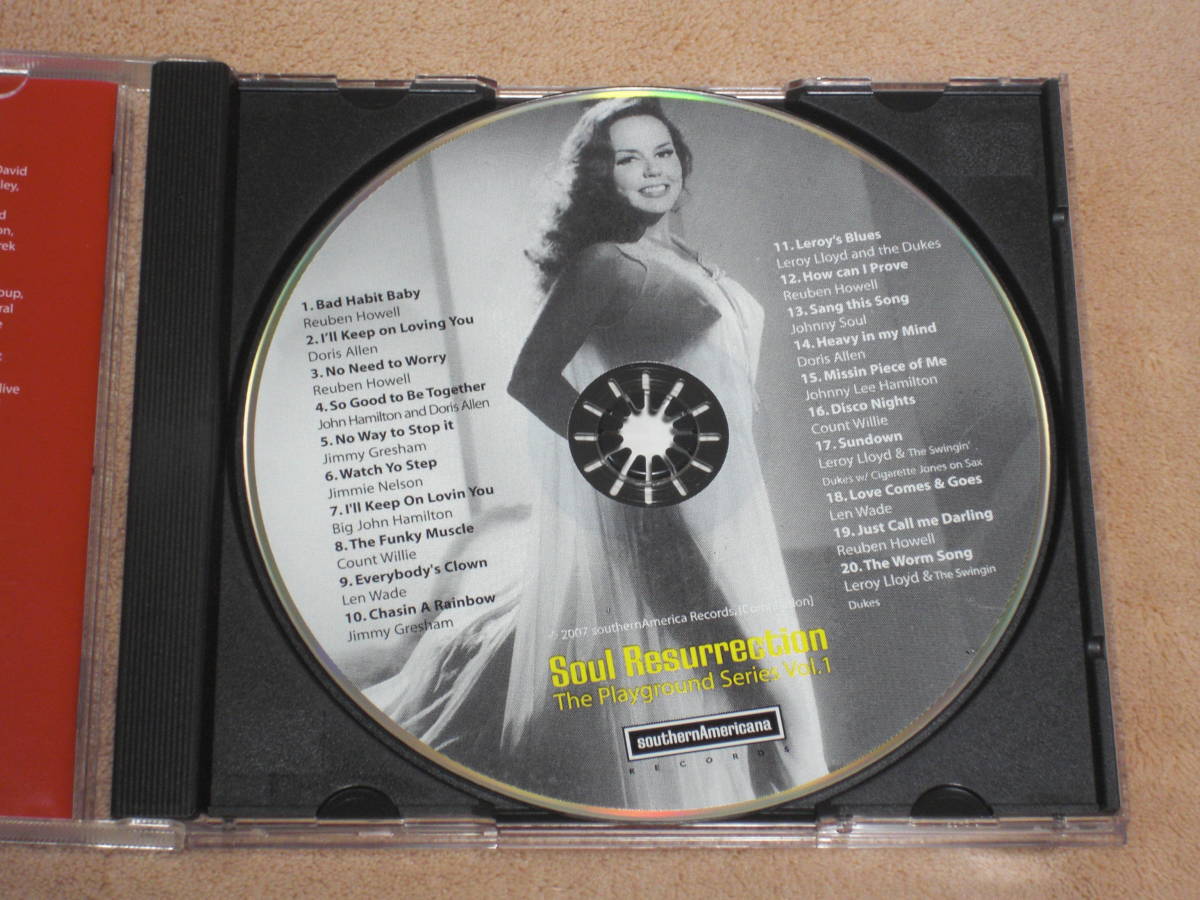 David
ley,
d
on,
rek
oup,
ral
e
t
live
1. Bad Habit Baby
Reuben Howell
2. I'll Keep on Loving You
Doris Allen
3. No Need to Worry
Reuben Howell
4. So Good to Be Together
John Hamilton and Doris Allen
5. No Way to Stop it
Jimmy Gresham
6. Watch Yo Step
Jimmie Nelson
7. I'll Keep On Lovin You
Big John Hamilton
8. The Funky Muscle
Count Willie
9. Everybody's Clown
Len Wade
10. Chasin A Rainbow
Jimmy Gresham
11. Leroy's Blues
Leroy Lloyd and the Dukes
12. How can I Prove
Reuben Howell
13. Sang this Song
Johnny Soul
14. Heavy in my Mind
Doris Allen
15. Missin Piece of Me
Johnny Lee Hamilton
16. Disco Nights
Count Willie
17. Sundown
Leroy Lloyd & The Swingin'
Dukes w/ Cigarette Jones on Sax
18. Love Comes & Goes
Len Wade
19. Just Call me Darling
Reuben Howell
20. The Worm Song
Leroy Lloyd & The Swingin
Dukes
© 2007 southernAmerica Records, [Compilation]
Soul Resurrection
The Playground Series Vol.1
southernAmericana
RECORDS